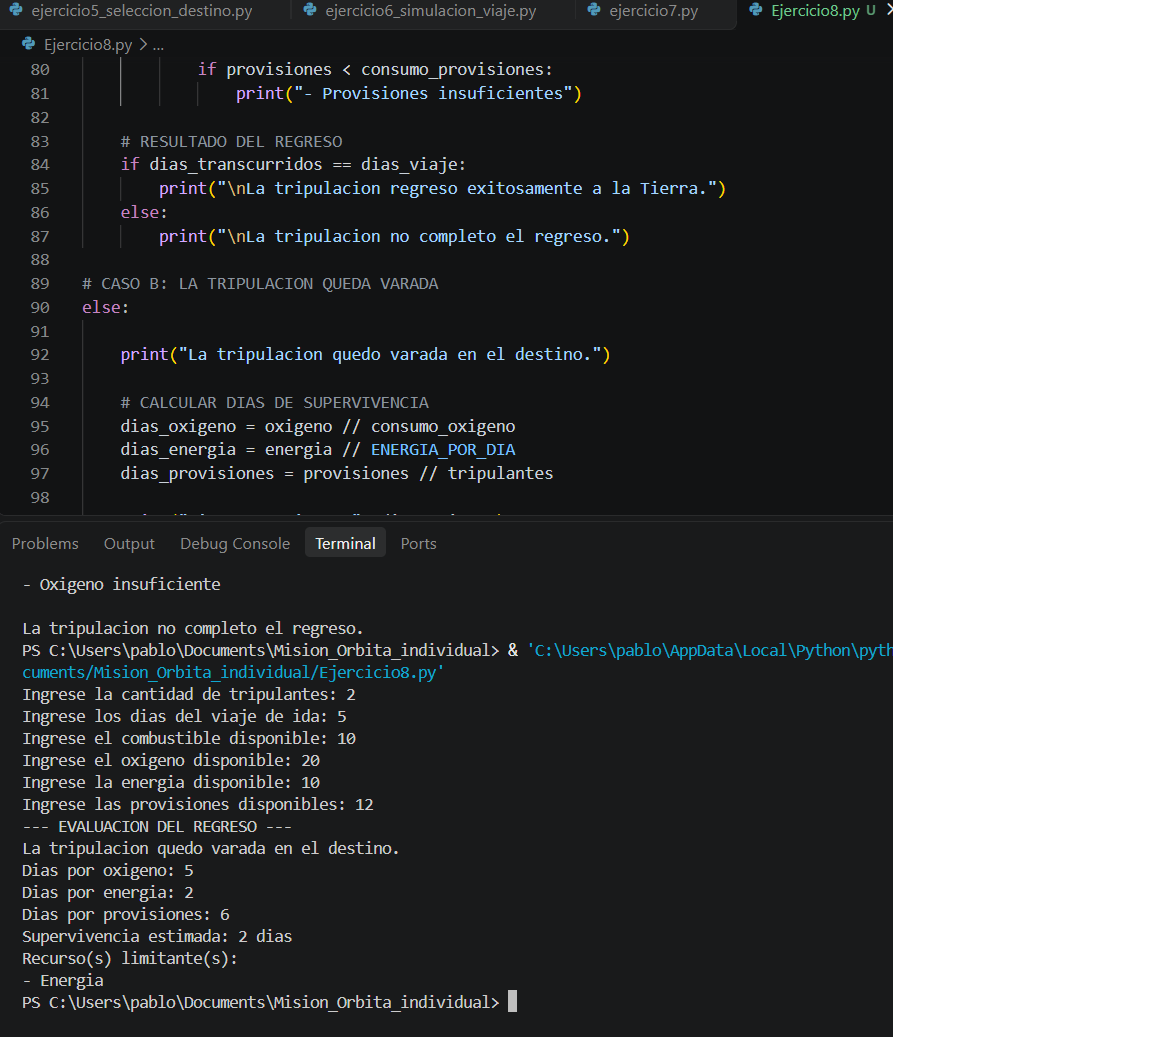 ejercicio5_seleccion_destino.py ejercicio6_simulacion_viaje.py ejercicio7.py Ejercicio8.py U
Ejercicio8.py > ...
80 if provisiones < consumo_provisiones:
81 print("- Provisiones insuficientes")
82
83 # RESULTADO DEL REGRESO
84 if dias_transcurridos == dias_viaje:
85 print("\nLa tripulacion regreso exitosamente a la Tierra.")
86 else:
87 print("\nLa tripulacion no completo el regreso.")
88
89 # CASO B: LA TRIPULACION QUEDA VARADA
90 else:
91
92 print("La tripulacion quedo varada en el destino.")
93
94 # CALCULAR DIAS DE SUPERVIVENCIA
95 dias_oxigeno = oxigeno // consumo_oxigeno
96 dias_energia = energia // ENERGIA_POR_DIA
97 dias_provisiones = provisiones // tripulantes
98
Problems Output Debug Console Terminal Ports
- Oxigeno insuficiente
La tripulacion no completo el regreso.
PS C:\Users\pablo\Documents\Mision_Orbita_individual> & 'C:\Users\pablo\AppData\Local\Python\pyth
cuments/Mision_Orbita_individual/Ejercicio8.py'
Ingrese la cantidad de tripulantes: 2
Ingrese los dias del viaje de ida: 5
Ingrese el combustible disponible: 10
Ingrese el oxigeno disponible: 20
Ingrese la energia disponible: 10
Ingrese las provisiones disponibles: 12
--- EVALUACION DEL REGRESO ---
La tripulacion quedo varada en el destino.
Dias por oxigeno: 5
Dias por energia: 2
Dias por provisiones: 6
Supervivencia estimada: 2 dias
Recurso(s) limitante(s):
- Energia
PS C:\Users\pablo\Documents\Mision_Orbita_individual>